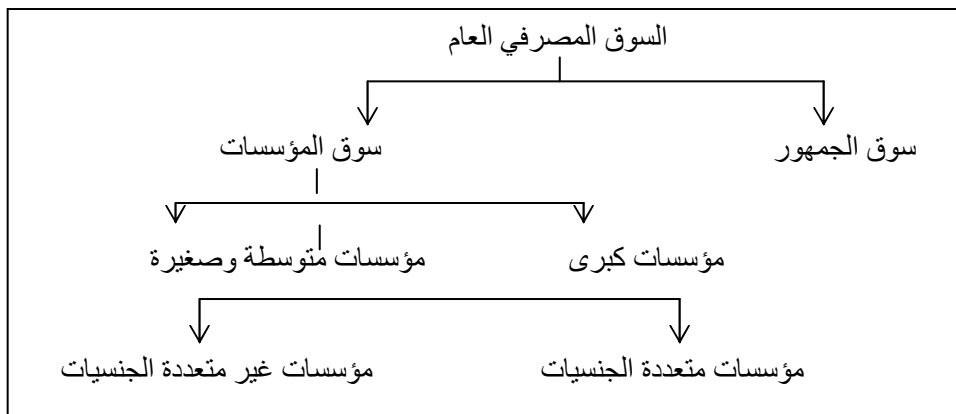 السوق المصرفي العام
سوق الجمهور
سوق المؤسسات
مؤسسات كبرى
مؤسسات متوسطة وصغيرة
مؤسسات متعددة الجنسيات
مؤسسات غير متعددة الجنسيات